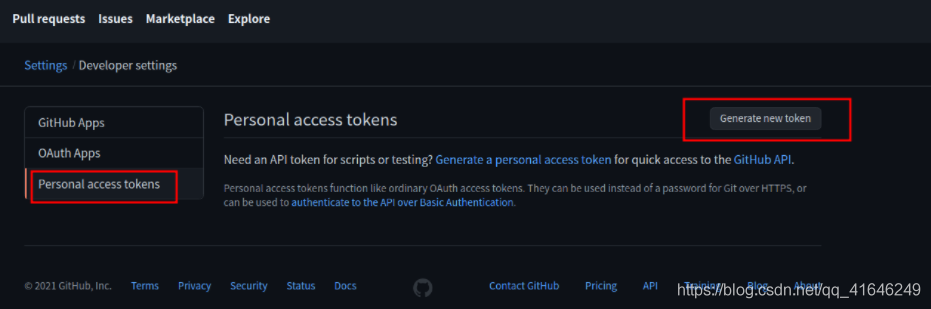 Pull requests Issues Marketplace Explore
Settings / Developer settings
GitHub Apps
OAuth Apps
Personal access tokens
Personal access tokens
Generate new token
Need an API token for scripts or testing? Generate a personal access token for quick access to the GitHub API.
Personal access tokens function like ordinary OAuth access tokens. They can be used instead of a password for Git over HTTPS, or
can be used to authenticate to the API over Basic Authentication.
© 2021 GitHub, Inc. Terms Privacy Security Status Docs Contact GitHub Pricing API Training Blog About
https://blog.csdn.net/qq_41646249